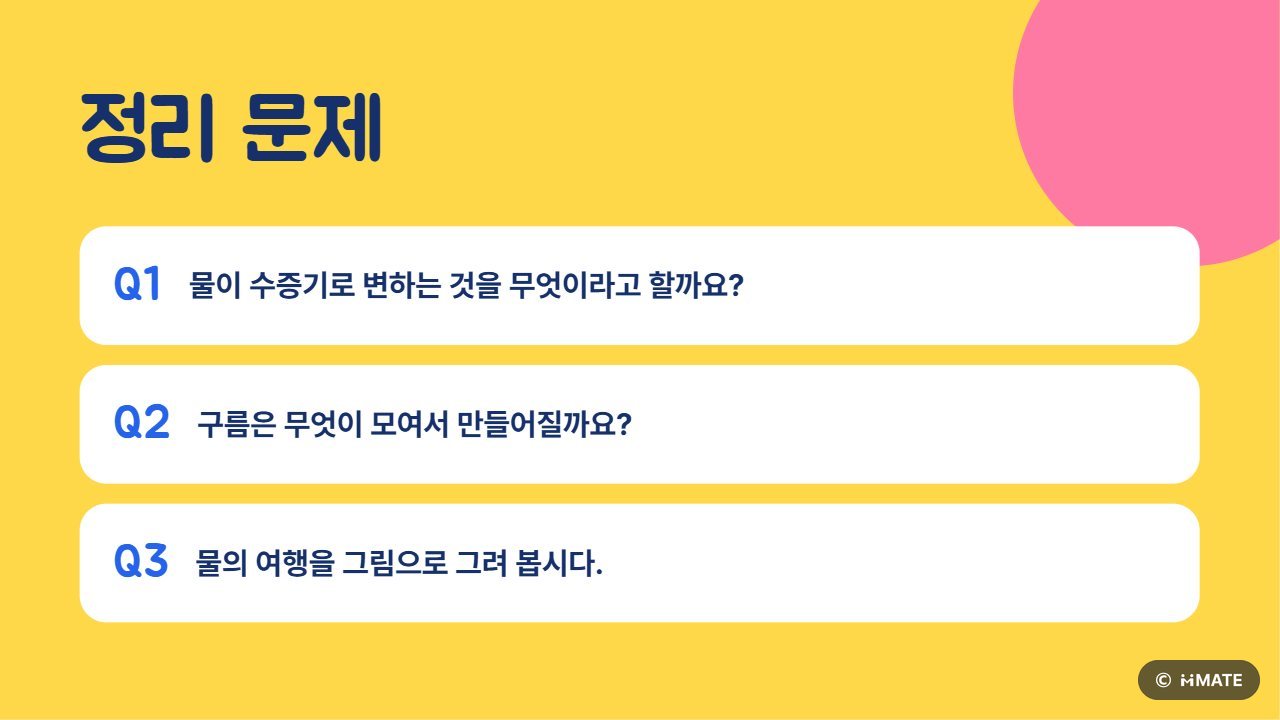 정리 문제
Q1 물이 수증기로 변하는 것을 무엇이라고 할까요?
Q2 구름은 무엇이 모여서 만들어질까요?
Q3 물의 여행을 그림으로 그려 봅시다.
© MMATE